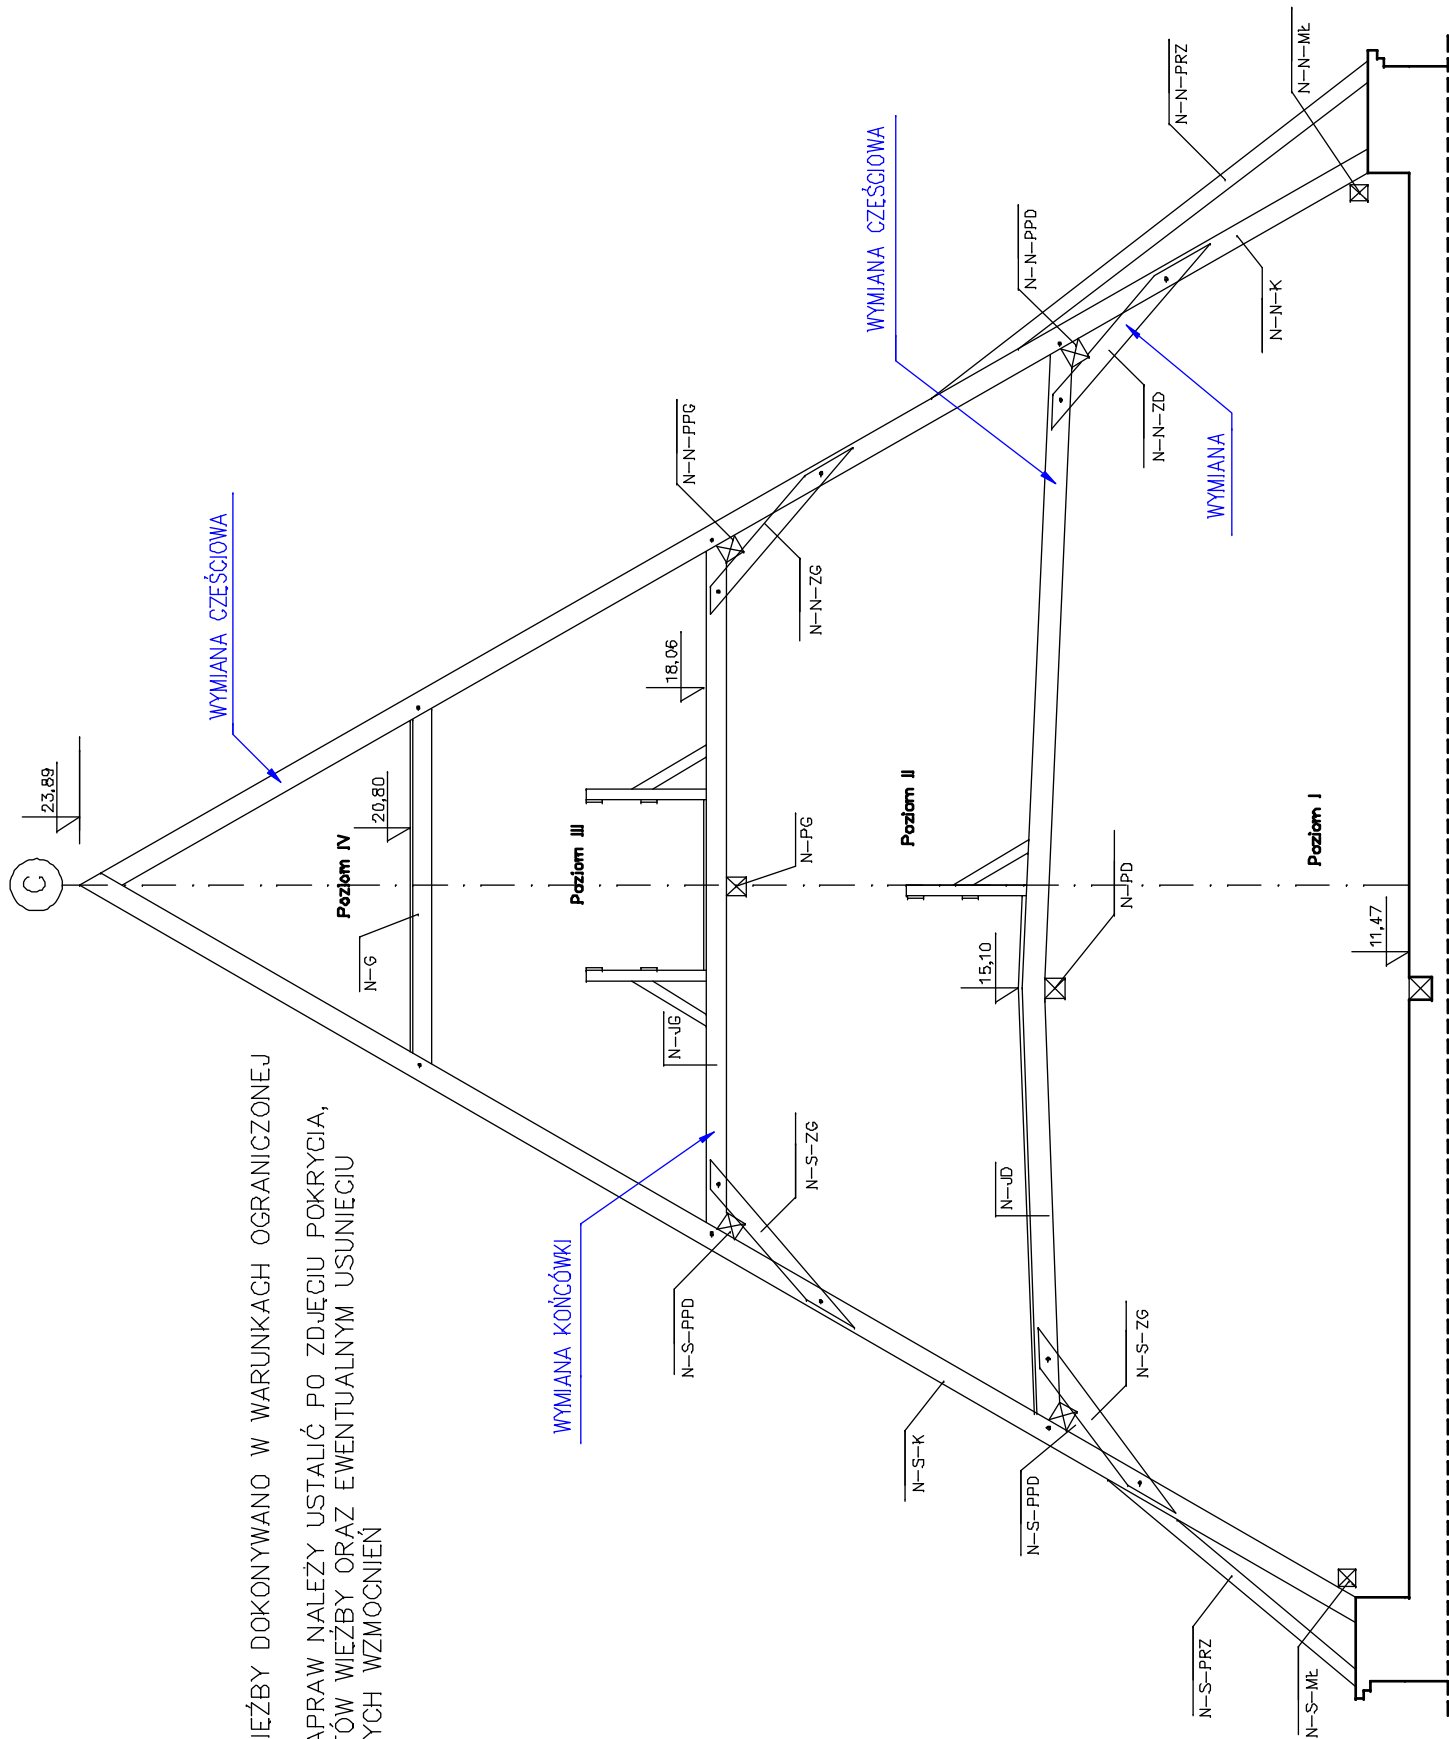 C
23,89
WYMIANA CZĘŚCIOWA
IĘŹBY DOKONYWANO W WARUNKACH OGRANICZONEJ
APRAW NALEŻY USTALIĆ PO ZDJĘCIU POKRYCIA,
TÓW WIĘŹBY ORAZ EWENTUALNYM USUNIĘCIU
YCH WZMOCNIEŃ
Poziom IV
20,80
N-G
WYMIANA KOŃCÓWKI
Poziom III
N-JG
18,06
N-N-PPG
N-S-PPD
N-S-ZG
N-PG
N-N-ZG
WYMIANA CZĘŚCIOWA
N-S-K
Poziom II
15,10
N-JD
N-N-PPD
N-S-PPD
N-S-ZG
N-PD
N-N-ZD
N-N-PRZ
WYMIANA
N-S-PRZ
N-N-K
N-N-MŁ
N-S-MŁ
Poziom I
11,47